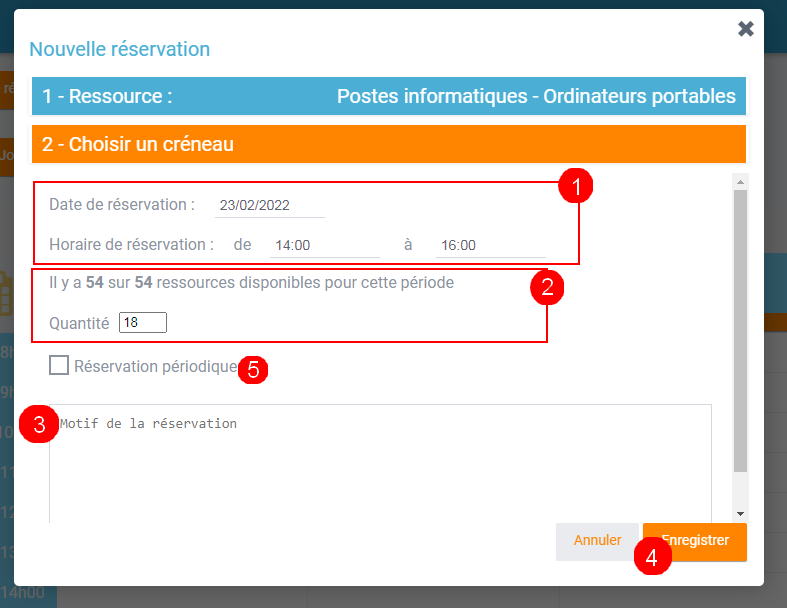 Nouvelle réservation
1 - Ressource : Postes informatiques - Ordinateurs portables
2 - Choisir un créneau
1
Date de réservation : 23/02/2022
Horaire de réservation : de 14:00 à 16:00
Il y a 54 sur 54 ressources disponibles pour cette période
2
Quantité 18
Réservation périodique 5
3 Motif de la réservation
Annuler Enregistrer
4
14h00